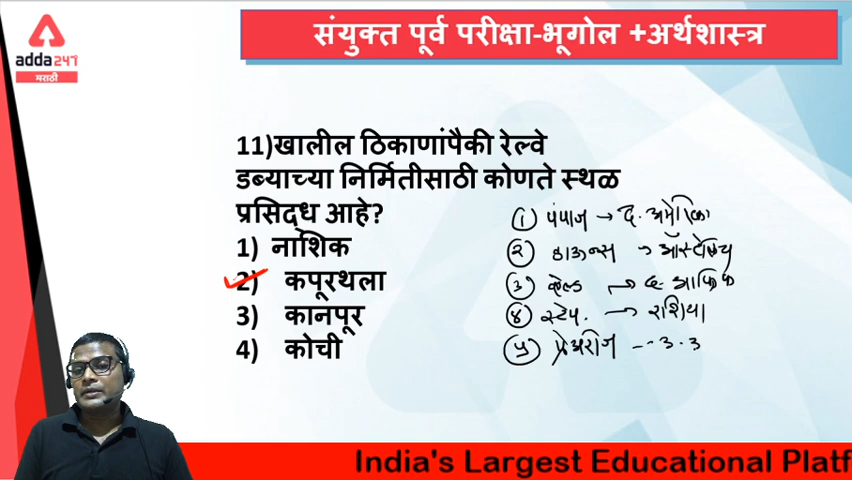 संयुक्त पूर्व परीक्षा-भूगोल +अर्थशास्त्र
adda247
मराठी
11)खालील ठिकाणांपैकी रेल्वे
डब्याच्या निर्मितीसाठी कोणते स्थळ
प्रसिद्ध आहे?
1) नाशिक
2) कपूरथला
3) कानपूर
4) कोची
① पंपाज → द. अमेरिका
② डाऊन्स →
③ → द. आफ्रिका
④ स्टेप. → रशिया
⑤ प्रेअरीज -- उ.
India's Largest Educational Platf